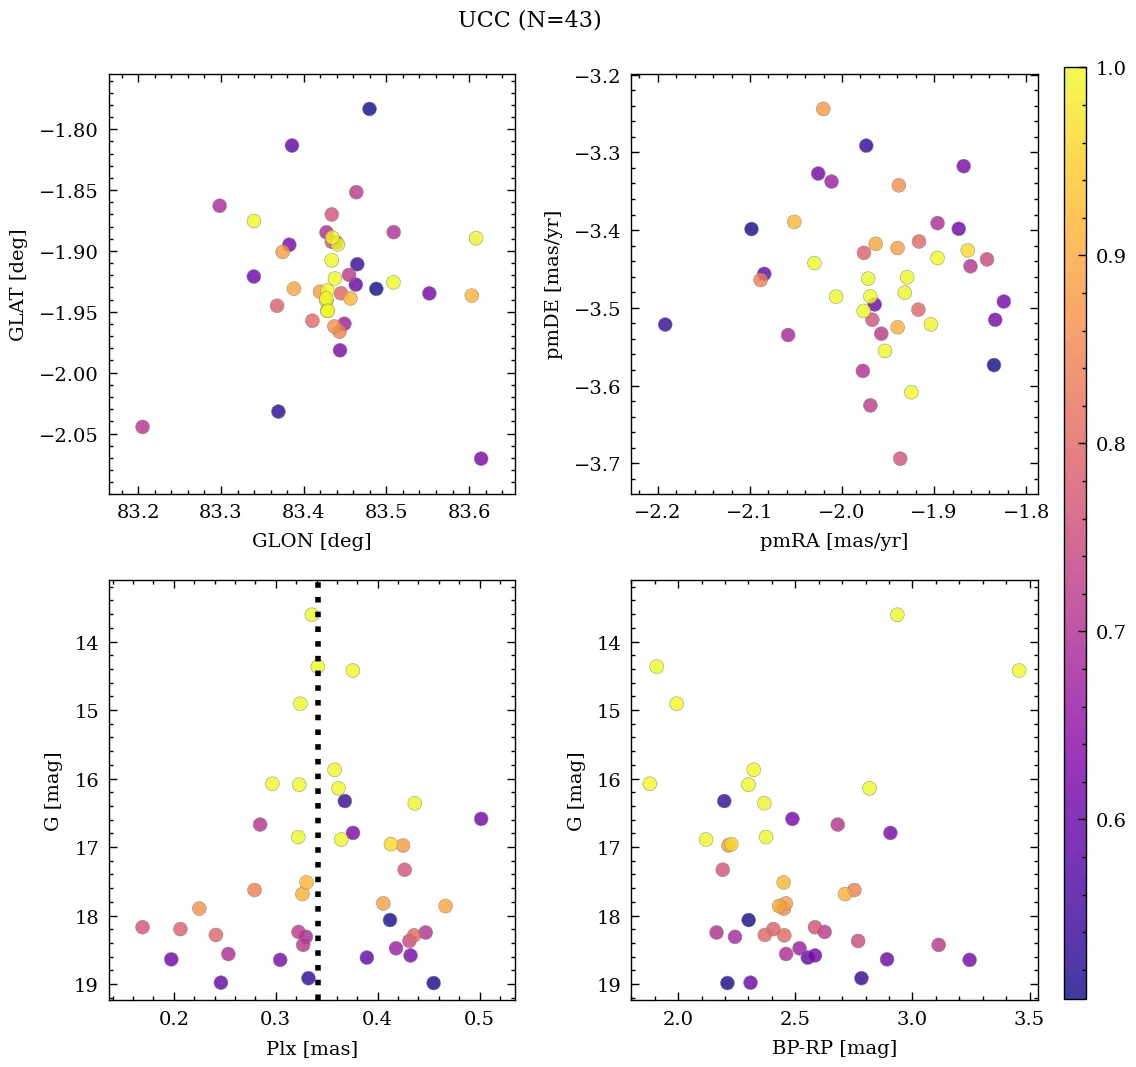 UCC (N=43)
−1.80
−1.85
−1.90
−1.95
−2.00
−2.05
GLAT [deg]
83.2 83.3 83.4 83.5 83.6
GLON [deg]
−3.2
−3.3
−3.4
−3.5
−3.6
−3.7
pmDE [mas/yr]
−2.2 −2.1 −2.0 −1.9 −1.8
pmRA [mas/yr]
14
15
16
17
18
19
G [mag]
0.2 0.3 0.4 0.5
Plx [mas]
14
15
16
17
18
19
G [mag]
2.0 2.5 3.0 3.5
BP-RP [mag]
1.0
0.9
0.8
0.7
0.6